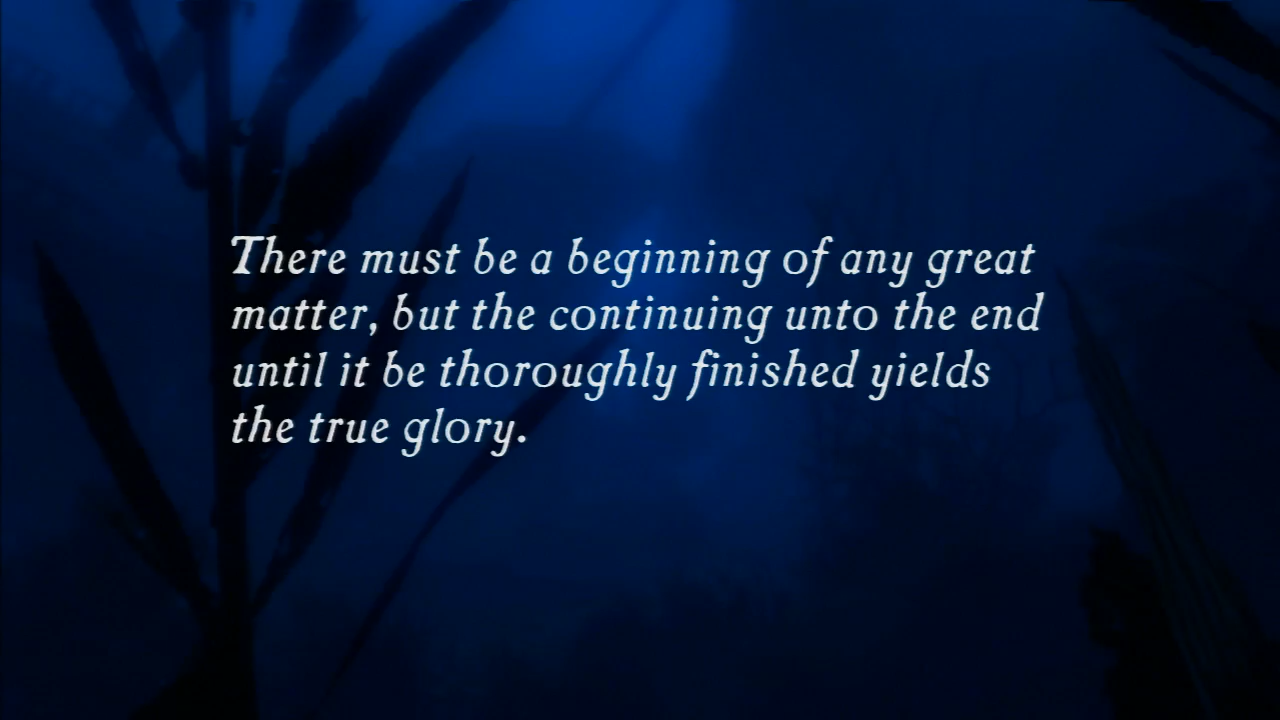 There must be a beginning of any great
matter, but the continuing unto the end
until it be thoroughly finished yields
the true glory.